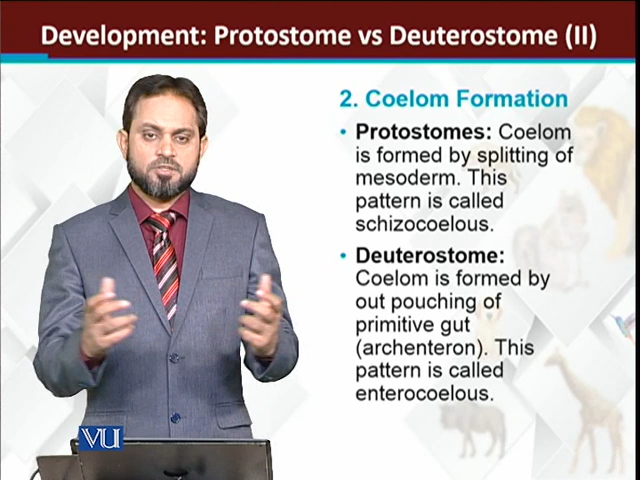 Development: Protostome vs Deuterostome (II)
2. Coelom Formation
• Protostomes: Coelom
is formed by splitting of
mesoderm. This
pattern is called
schizocoelous.
• Deuterostome:
Coelom is formed by
out pouching of
primitive gut
(archenteron). This
pattern is called
enterocoelous.
VU